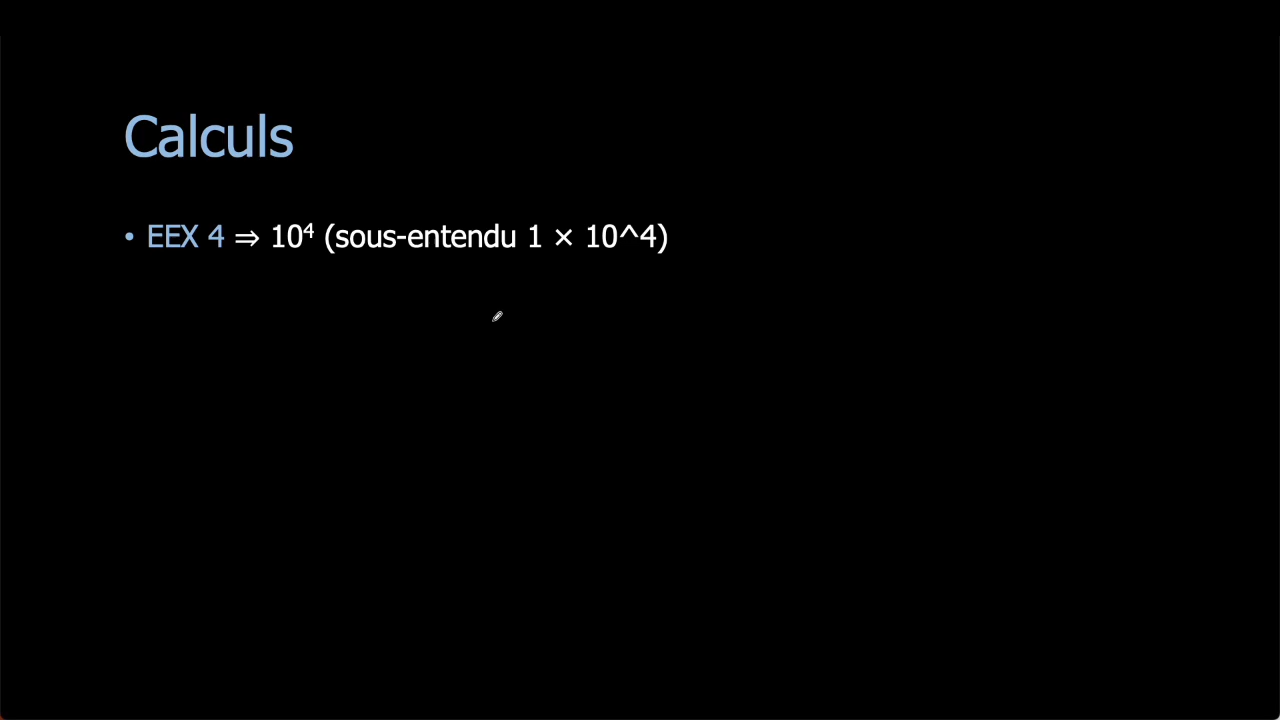 Calculs
• EEX 4 ⇒ 10⁴ (sous-entendu 1 × 10^4)